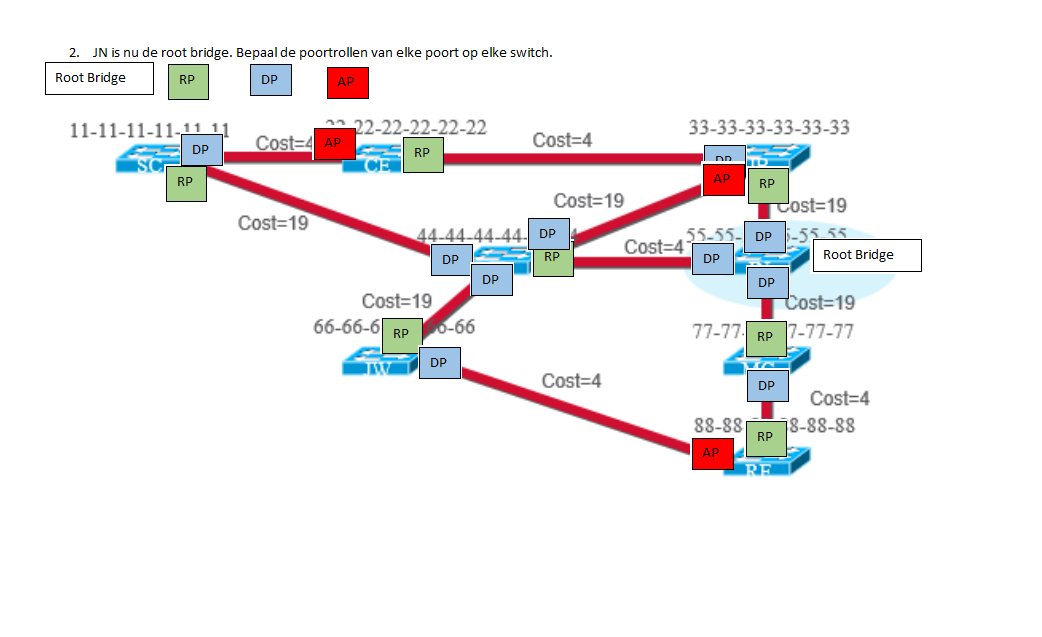 2. JN is nu de root bridge. Bepaal de poortrollen van elke poort op elke switch.
Root Bridge RP DP AP
11-11-11-11-11-11 22-22-22-22-22-22 33-33-33-33-33-33
Cost=4 Cost=4
DP AP RP DP
SC CE
RP AP RP
Cost=19 Cost=19
Cost=19
44-44-44-44- DP 55-55- DP -55-55
Cost=4
DP RP DP Root Bridge
DP DP
Cost=19 Cost=19
66-66-6 6-66 77-77 7-77-77
RP RP
JW DP
Cost=4 DP
Cost=4
88-88 8-88-88
RP
AP
RE